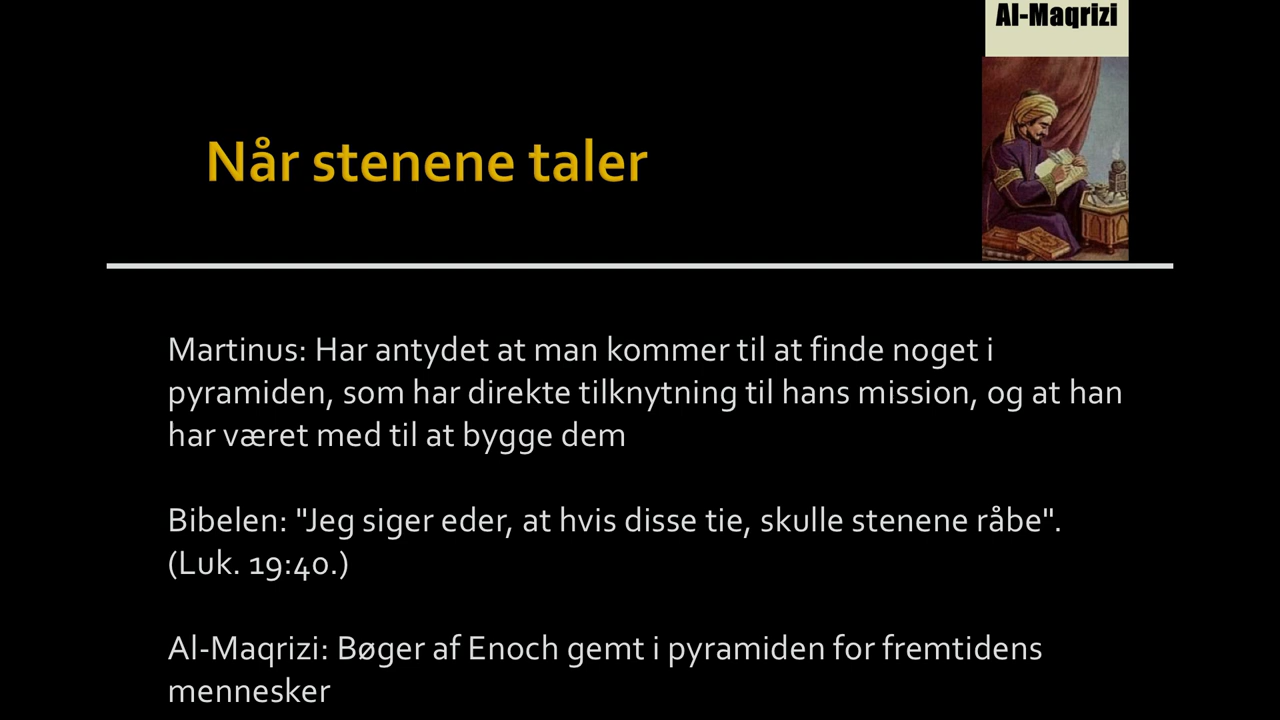 Al-Maqrizi
Når stenene taler
Martinus: Har antydet at man kommer til at finde noget i
pyramiden, som har direkte tilknytning til hans mission, og at han
har været med til at bygge dem
Bibelen: "Jeg siger eder, at hvis disse tie, skulle stenene råbe".
(Luk. 19:40.)
Al-Maqrizi: Bøger af Enoch gemt i pyramiden for fremtidens
mennesker